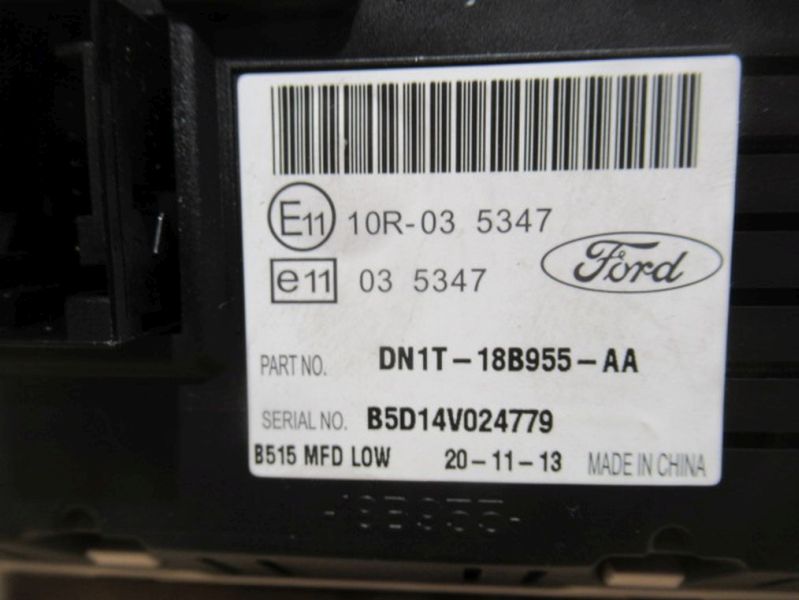 E11 10R-03 5347
Ford
e11 03 5347
PART NO. DN1T-18B955-AA
SERIAL NO. B5D14V024779
B515 MFD LOW 20-11-13 MADE IN CHINA
-18B955-